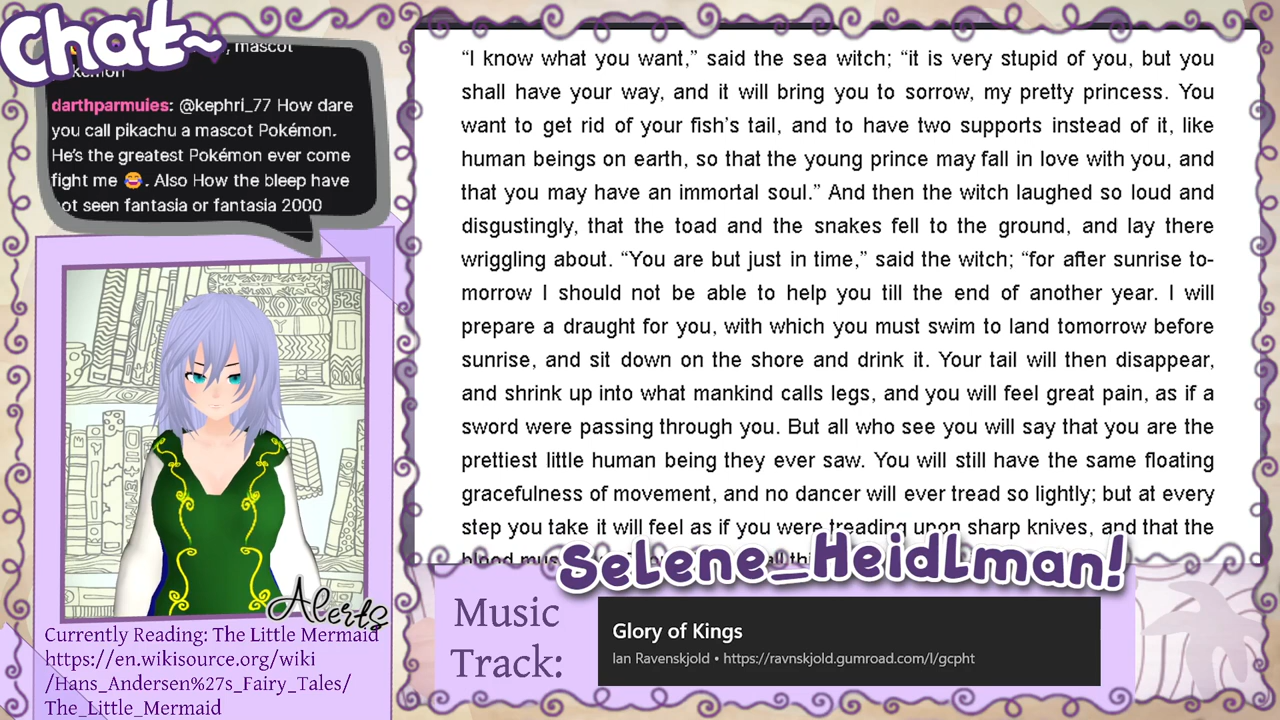 Chat~
mascot
darthparmuies: @kephri_77 How dare
you call pikachu a mascot Pokémon.
He's the greatest Pokémon ever come
fight me 😂. Also How the bleep have
not seen fantasia or fantasia 2000
Alerts
Currently Reading: The Little Mermaid
https://en.wikisource.org/wiki
/Hans_Andersen%27s_Fairy_Tales/
The_Little_Mermaid
“I know what you want,” said the sea witch; “it is very stupid of you, but you
shall have your way, and it will bring you to sorrow, my pretty princess. You
want to get rid of your fish’s tail, and to have two supports instead of it, like
human beings on earth, so that the young prince may fall in love with you, and
that you may have an immortal soul.” And then the witch laughed so loud and
disgustingly, that the toad and the snakes fell to the ground, and lay there
wriggling about. “You are but just in time,” said the witch; “for after sunrise to-
morrow I should not be able to help you till the end of another year. I will
prepare a draught for you, with which you must swim to land tomorrow before
sunrise, and sit down on the shore and drink it. Your tail will then disappear,
and shrink up into what mankind calls legs, and you will feel great pain, as if a
sword were passing through you. But all who see you will say that you are the
prettiest little human being they ever saw. You will still have the same floating
gracefulness of movement, and no dancer will ever tread so lightly; but at every
step you take it will feel as if you were treading upon sharp knives, and that the
Selene_Heidlman!
Music
Track:
Glory of Kings
Ian Ravenskjold • https://ravnskjold.gumroad.com/l/gcpht